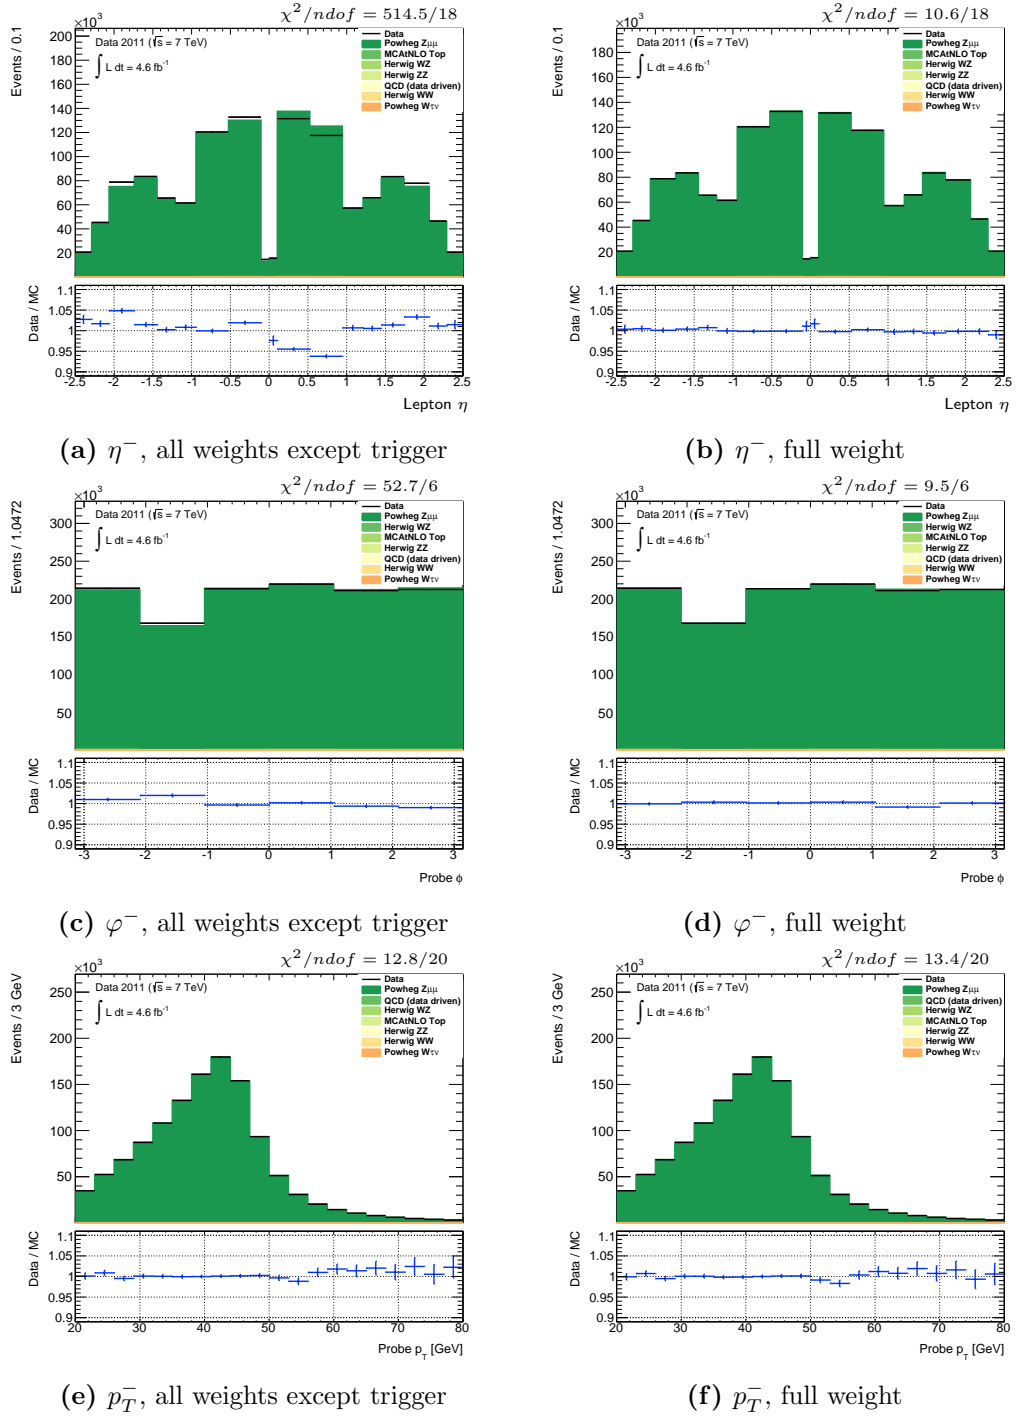 χ²/ndof = 514.5/18
×10³
Events / 0.1
Data 2011 (√s = 7 TeV)
∫ L dt = 4.6 fb⁻¹
Data
Powheg Zμμ
MCAtNLO Top
Herwig WZ
Herwig ZZ
QCD (data driven)
Herwig WW
Powheg Wτν
200
180
160
140
120
100
80
60
40
20
Data / MC
1.1
1.05
1
0.95
0.9
-2.5 -2 -1.5 -1 -0.5 0 0.5 1 1.5 2 2.5
Lepton η
(a) η⁻, all weights except trigger
χ²/ndof = 10.6/18
×10³
Events / 0.1
Data 2011 (√s = 7 TeV)
∫ L dt = 4.6 fb⁻¹
Data
Powheg Zμμ
MCAtNLO Top
Herwig WZ
Herwig ZZ
QCD (data driven)
Herwig WW
Powheg Wτν
180
160
140
120
100
80
60
40
20
Data / MC
1.1
1.05
1
0.95
0.9
-2.5 -2 -1.5 -1 -0.5 0 0.5 1 1.5 2 2.5
Lepton η
(b) η⁻, full weight
χ²/ndof = 52.7/6
×10³
Events / 1.0472
Data 2011 (√s = 7 TeV)
∫ L dt = 4.6 fb⁻¹
Data
Powheg Zμμ
Herwig WZ
MCAtNLO Top
Herwig ZZ
QCD (data driven)
Herwig WW
Powheg Wτν
300
250
200
150
100
50
Data / MC
1.1
1.05
1
0.95
0.9
-3 -2 -1 0 1 2 3
Probe ϕ
(c) φ⁻, all weights except trigger
χ²/ndof = 9.5/6
×10³
Events / 1.0472
Data 2011 (√s = 7 TeV)
∫ L dt = 4.6 fb⁻¹
Data
Powheg Zμμ
Herwig WZ
MCAtNLO Top
Herwig ZZ
QCD (data driven)
Herwig WW
Powheg Wτν
300
250
200
150
100
50
Data / MC
1.1
1.05
1
0.95
0.9
-3 -2 -1 0 1 2 3
Probe ϕ
(d) φ⁻, full weight
χ²/ndof = 12.8/20
×10³
Events / 3 GeV
Data 2011 (√s = 7 TeV)
∫ L dt = 4.6 fb⁻¹
Data
Powheg Zμμ
QCD (data driven)
Herwig WZ
MCAtNLO Top
Herwig ZZ
Herwig WW
Powheg Wτν
250
200
150
100
50
Data / MC
1.1
1.05
1
0.95
0.9
20 30 40 50 60 70 80
Probe p_T [GeV]
(e) p_T⁻, all weights except trigger
χ²/ndof = 13.4/20
×10³
Events / 3 GeV
Data 2011 (√s = 7 TeV)
∫ L dt = 4.6 fb⁻¹
Data
Powheg Zμμ
QCD (data driven)
Herwig WZ
MCAtNLO Top
Herwig ZZ
Herwig WW
Powheg Wτν
250
200
150
100
50
Data / MC
1.1
1.05
1
0.95
0.9
20 30 40 50 60 70 80
Probe p_T [GeV]
(f) p_T⁻, full weight